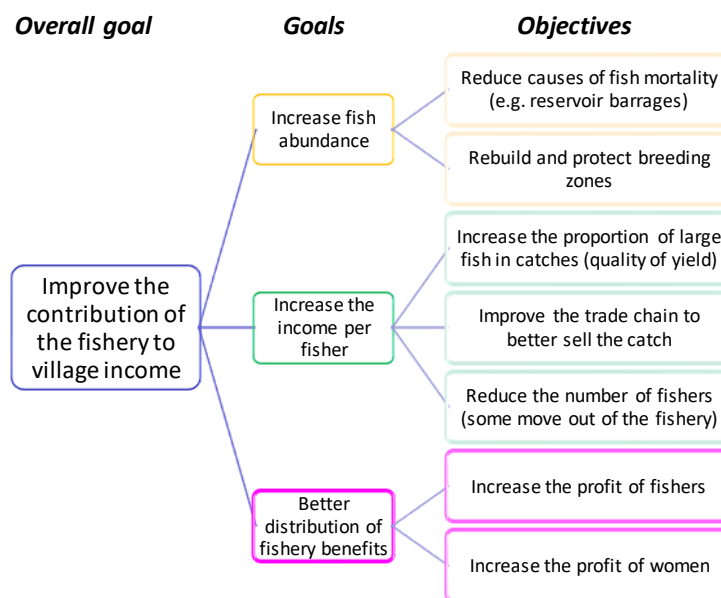 Overall goal
Goals
Objectives
Improve the
contribution of
the fishery to
village income
Increase fish
abundance
Reduce causes of fish mortality
(e.g. reservoir barrages)
Rebuild and protect breeding
zones
Increase the
income per
fisher
Increase the proportion of large
fish in catches (quality of yield)
Improve the trade chain to
better sell the catch
Reduce the number of fishers
(some move out of the fishery)
Better
distribution of
fishery benefits
Increase the profit of fishers
Increase the profit of women